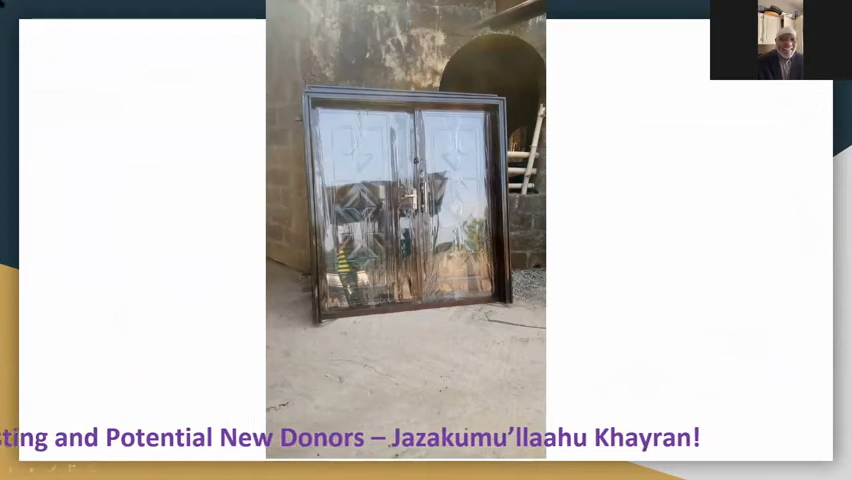 sting and Potential New Donors – Jazakumu’llaahu Khayran!